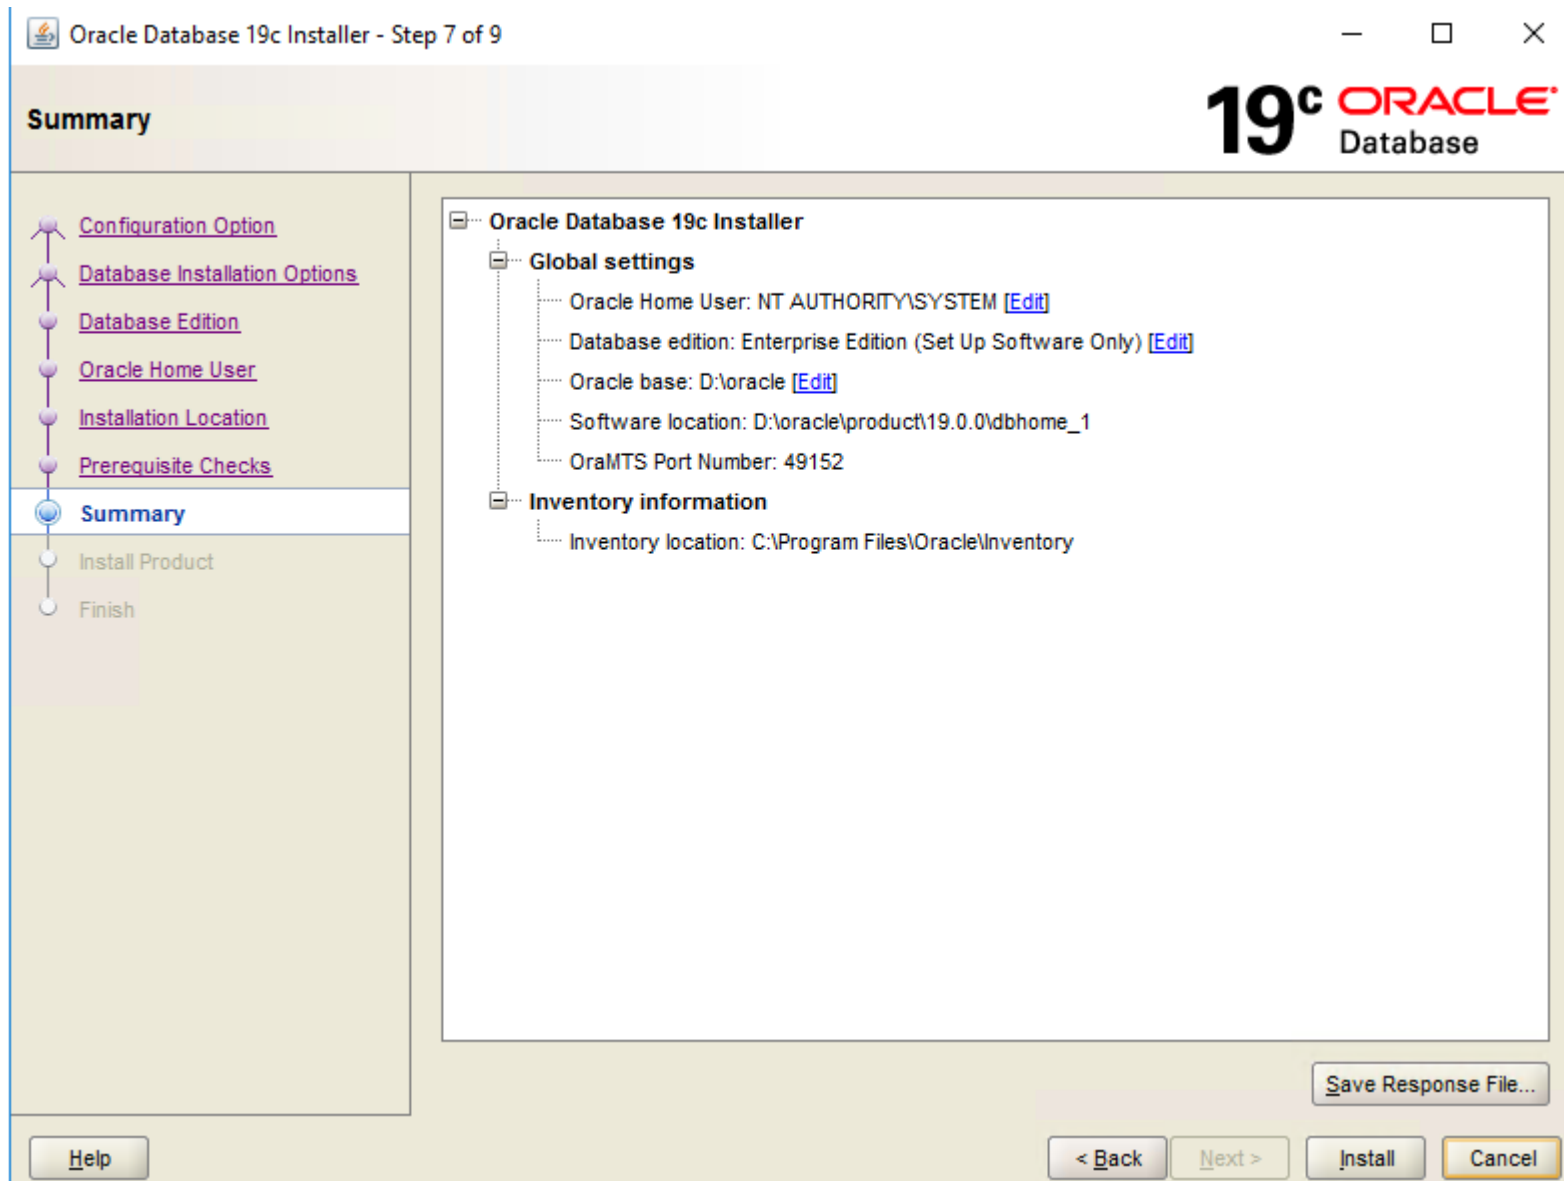 Oracle Database 19c Installer - Step 7 of 9
Summary
19c ORACLE
Database
Configuration Option
Database Installation Options
Database Edition
Oracle Home User
Installation Location
Prerequisite Checks
Summary
Install Product
Finish
Oracle Database 19c Installer
Global settings
Oracle Home User: NT AUTHORITY\SYSTEM [Edit]
Database edition: Enterprise Edition (Set Up Software Only) [Edit]
Oracle base: D:\oracle [Edit]
Software location: D:\oracle\product\19.0.0\dbhome_1
OraMTS Port Number: 49152
Inventory information
Inventory location: C:\Program Files\Oracle\Inventory
Save Response File...
Help
< Back
Next >
Install
Cancel